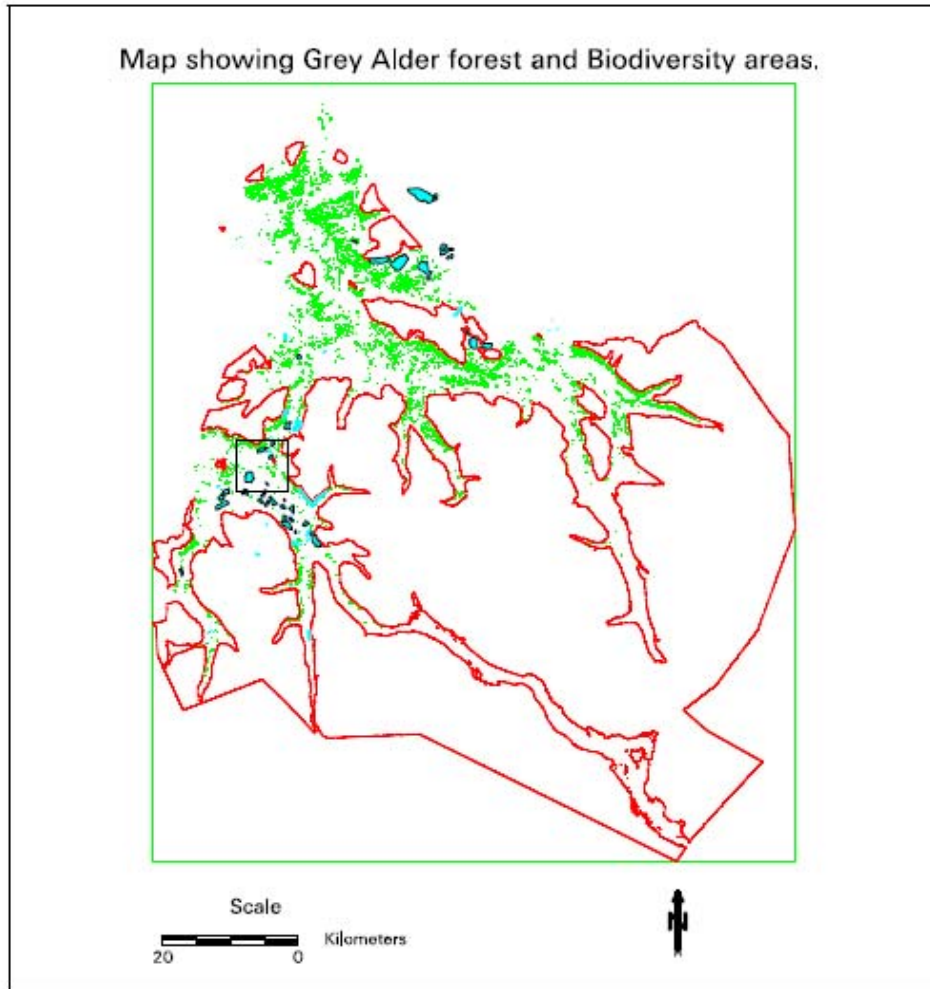 Map showing Grey Alder forest and Biodiversity areas.
Scale
Kilometers
20 0
N